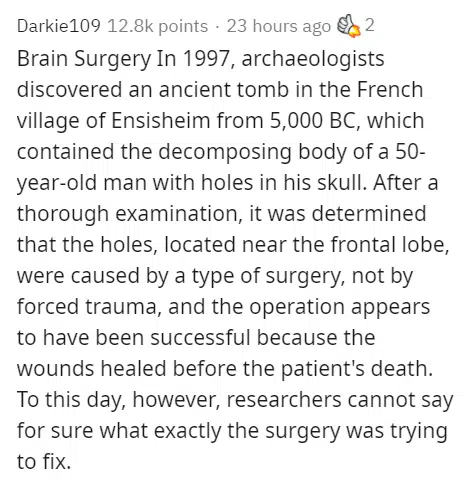 Darkie109 12.8k points · 23 hours ago 2
Brain Surgery In 1997, archaeologists
discovered an ancient tomb in the French
village of Ensisheim from 5,000 BC, which
contained the decomposing body of a 50-
year-old man with holes in his skull. After a
thorough examination, it was determined
that the holes, located near the frontal lobe,
were caused by a type of surgery, not by
forced trauma, and the operation appears
to have been successful because the
wounds healed before the patient's death.
To this day, however, researchers cannot say
for sure what exactly the surgery was trying
to fix.